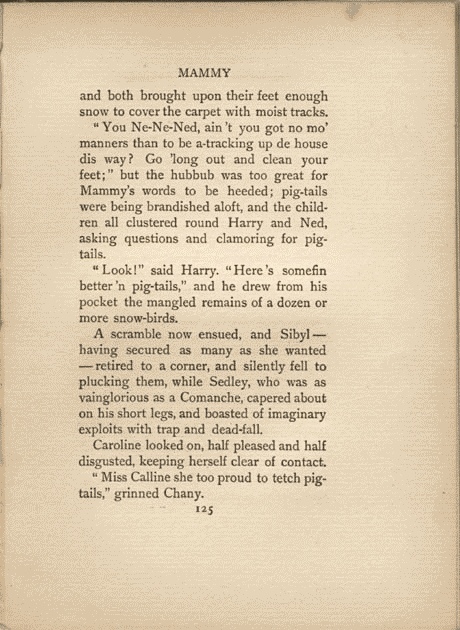 MAMMY
and both brought upon their feet enough
snow to cover the carpet with moist tracks.
“You Ne-Ne-Ned, ain’t you got no mo’
manners than to be a-tracking up de house
dis way? Go ’long out and clean your
feet;” but the hubbub was too great for
Mammy’s words to be heeded; pig-tails
were being brandished aloft, and the child-
ren all clustered round Harry and Ned,
asking questions and clamoring for pig-
tails.
“Look!” said Harry. “Here’s somefin
better’n pig-tails,” and he drew from his
pocket the mangled remains of a dozen or
more snow-birds.
A scramble now ensued, and Sibyl—
having secured as many as she wanted
—retired to a corner, and silently fell to
plucking them, while Sedley, who was as
vainglorious as a Comanche, capered about
on his short legs, and boasted of imaginary
exploits with trap and dead-fall.
Caroline looked on, half pleased and half
disgusted, keeping herself clear of contact.
“Miss Calline she too proud to tetch pig-
tails,” grinned Chany.
125